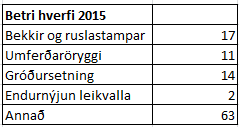 Betri hverfi 2015
Bekkir og ruslastampar 17
Umferðaröryggi 11
Gróðursetning 14
Endurnýjun leikvalla 2
Annað 63